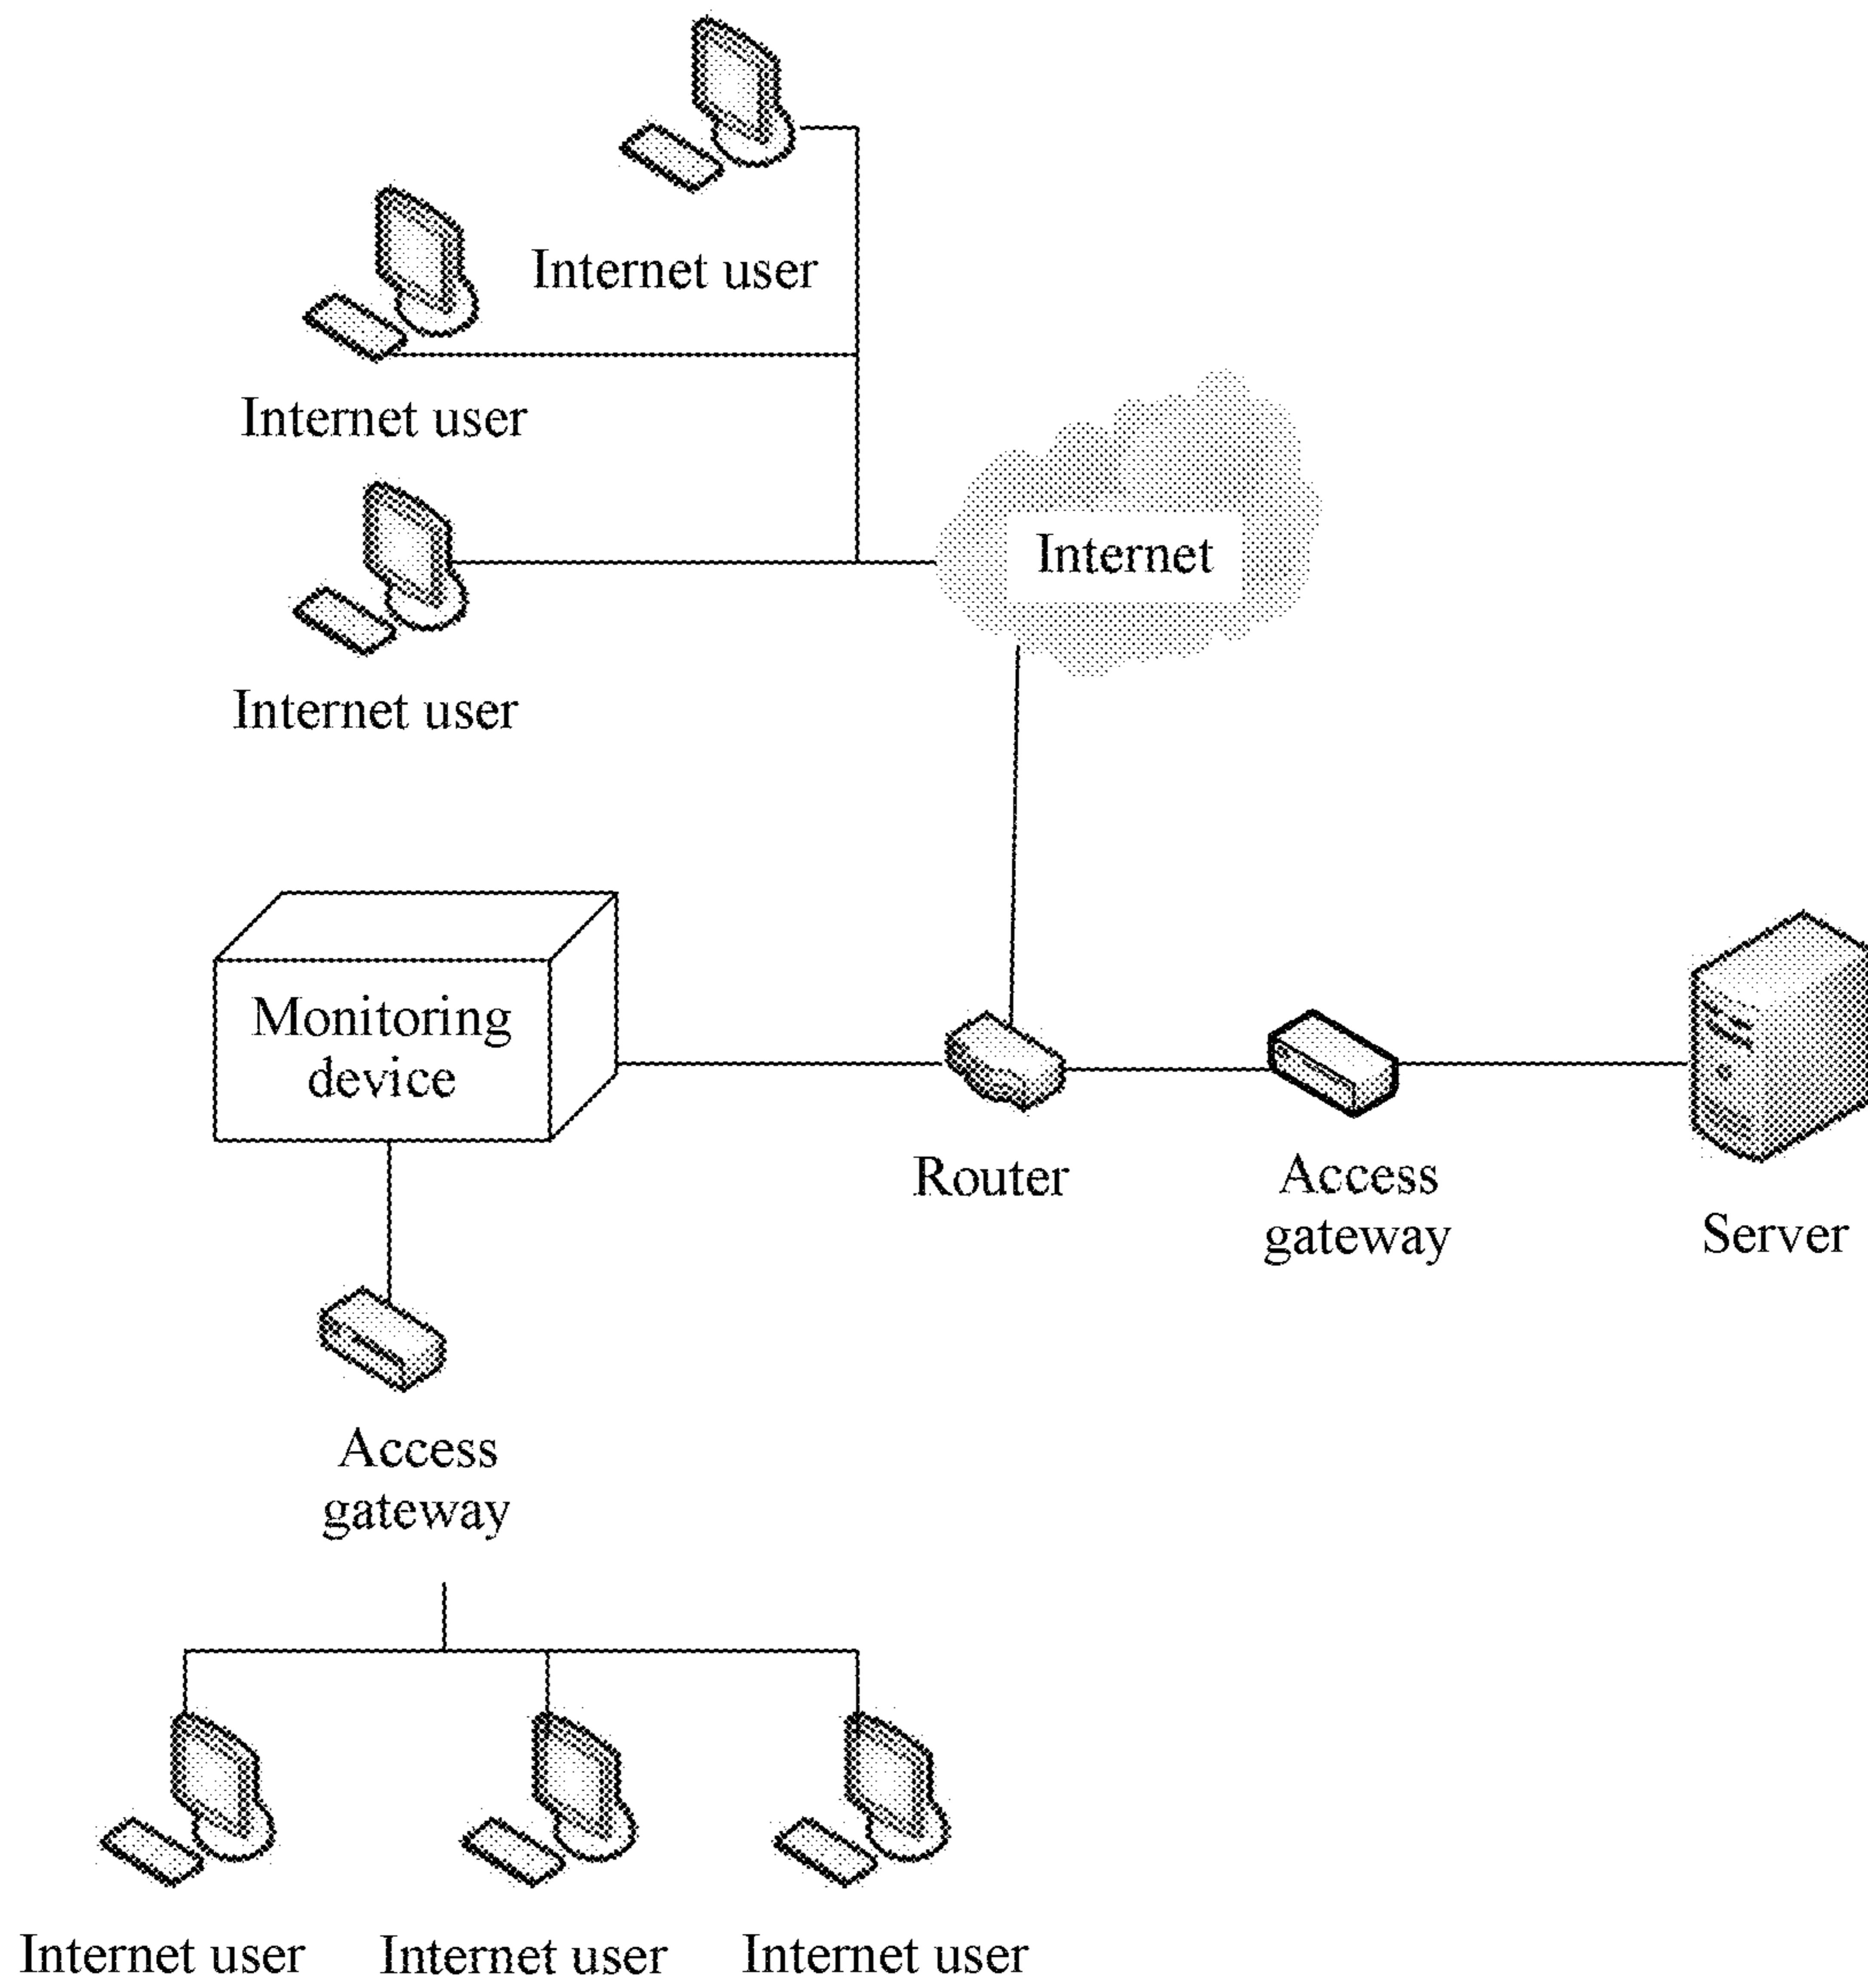 Internet user
Internet user
Internet
Internet user
Monitoring
device
Router
Access
gateway
Server
Access
gateway
Internet user
Internet user
Internet user